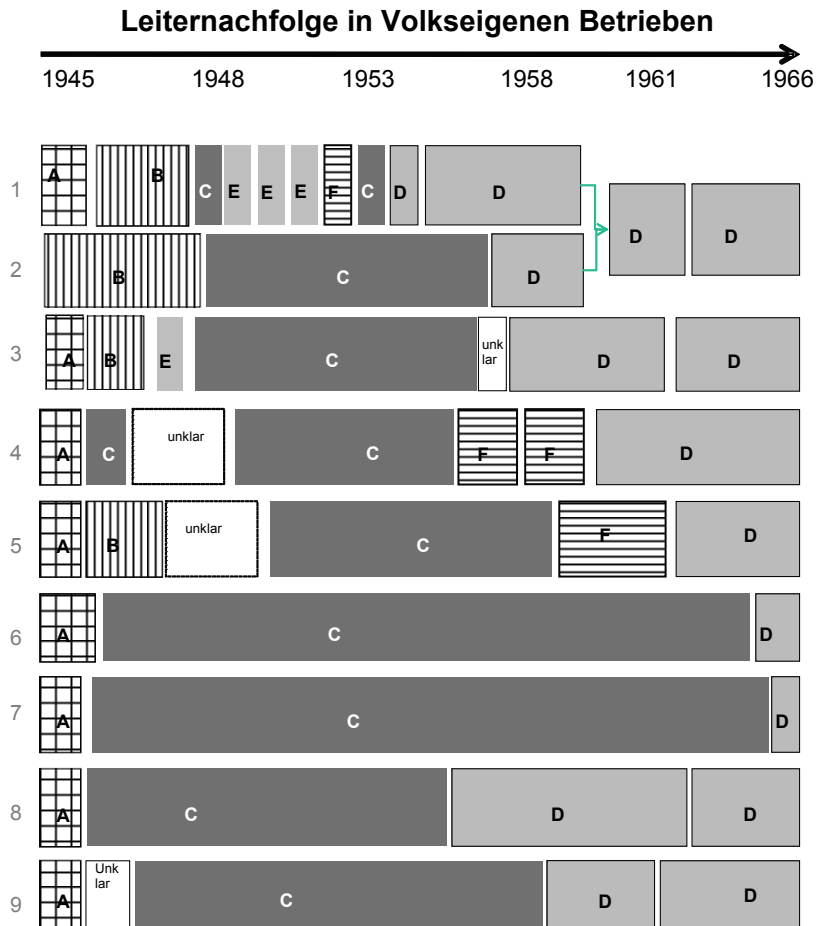 Leiternachfolge in Volkseigenen Betrieben
1945 1948 1953 1958 1961 1966
1 A B C E E E F C D D
D D
2 B C D
3 A B E C unk
lar D D
4 A C unklar C F F D
5 A B unklar C F D
6 A C D
7 A C D
8 A C D D
9 A Unk
lar C D D